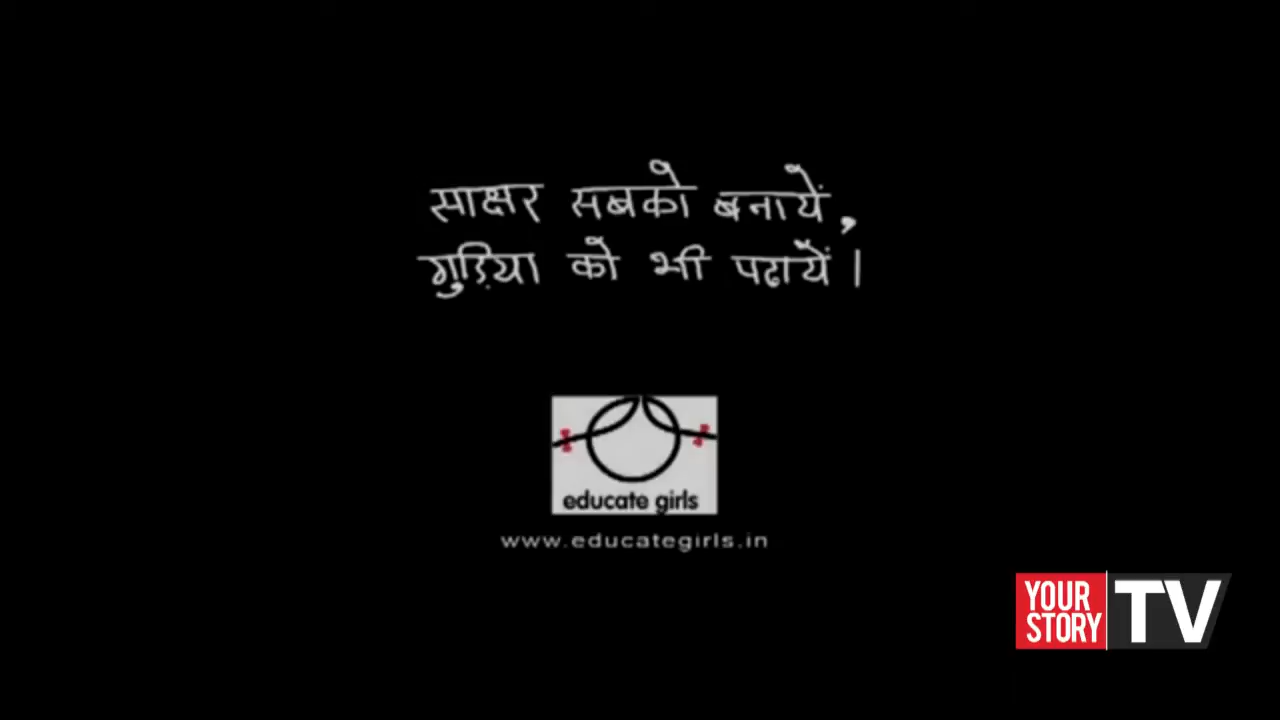 साक्षर सबको बनायें,
गुड़िया को भी पढायें ।
educate girls
www.educategirls.in
YOUR
STORY
TV